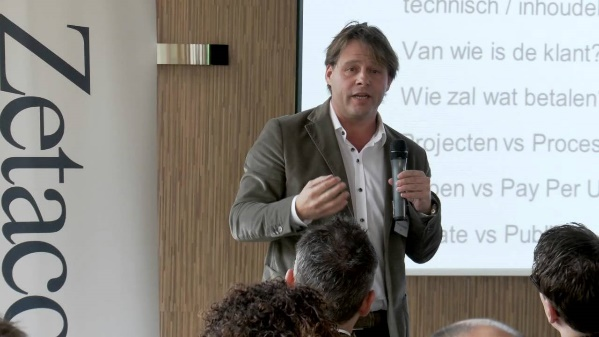 Zetaco
technisch / inhoudel
Van wie is de klant?
Wie zal wat betalen?
Projecten vs Proces
pen vs Pay Per U
ate vs Publ